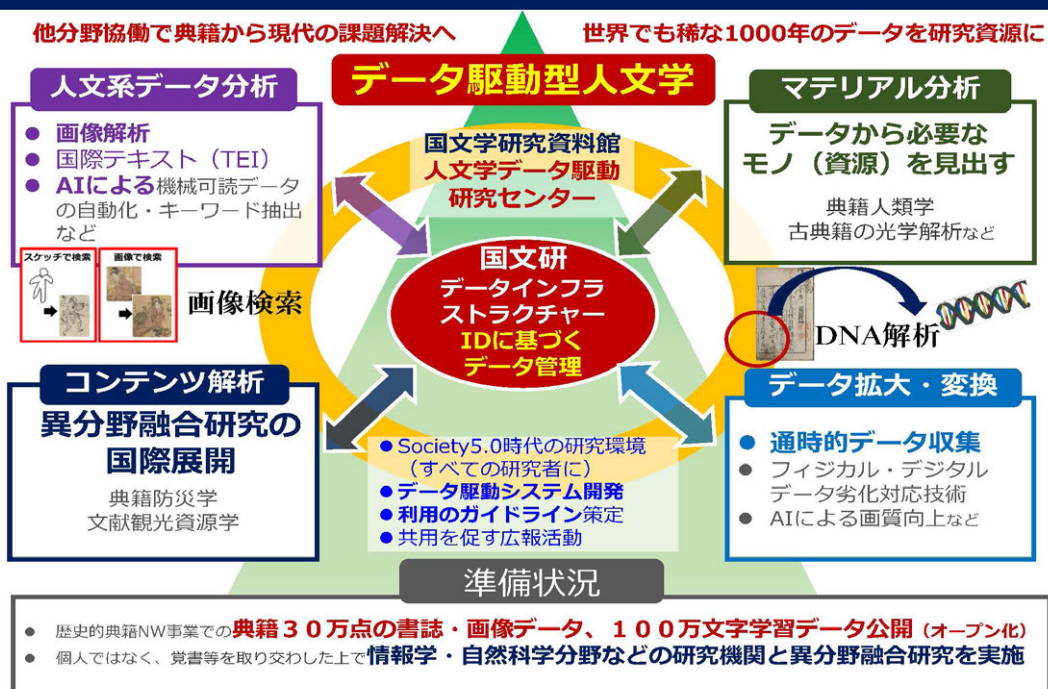 他分野協働で典籍から現代の課題解決へ
世界でも稀な1000年のデータを研究資源に
データ駆動型人文学
人文系データ分析
● 画像解析
● 国際テキスト（TEI）
● AIによる機械可読データ
の自動化・キーワード抽出
など
スケッチで検索
画像で検索
画像検索
国文学研究資料館
人文学データ駆動
研究センター
マテリアル分析
データから必要な
モノ（資源）を見出す
典籍人類学
古典籍の光学解析など
DNA解析
国文研
データインフラ
ストラクチャー
IDに基づく
データ管理
コンテンツ解析
異分野融合研究の
国際展開
典籍防災学
文献観光資源学
● Society5.0時代の研究環境
（すべての研究者に）
● データ駆動システム開発
● 利用のガイドライン策定
● 共用を促す広報活動
データ拡大・変換
● 通時的データ収集
● フィジカル・デジタル
データ劣化対応技術
● AIによる画質向上など
準備状況
● 歴史的典籍NW事業での典籍３０万点の書誌・画像データ、１００万文字学習データ公開（オープン化）
● 個人ではなく、覚書等を取り交わした上で情報学・自然科学分野などの研究機関と異分野融合研究を実施